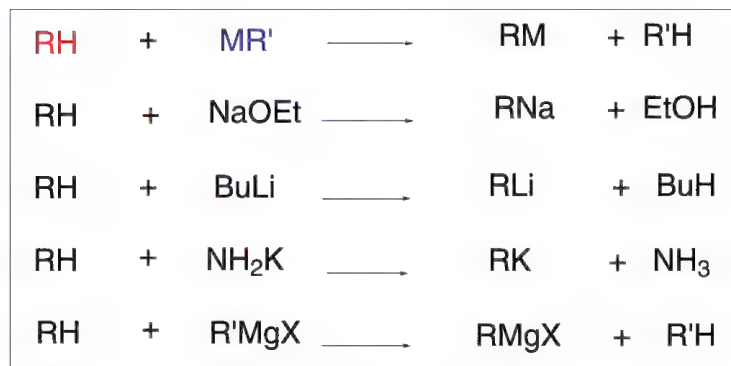 RH + MR' RM + R'H
RH + NaOEt RNa + EtOH
RH + BuLi RLi + BuH
RH + NH₂K RK + NH₃
RH + R'MgX RMgX + R'H